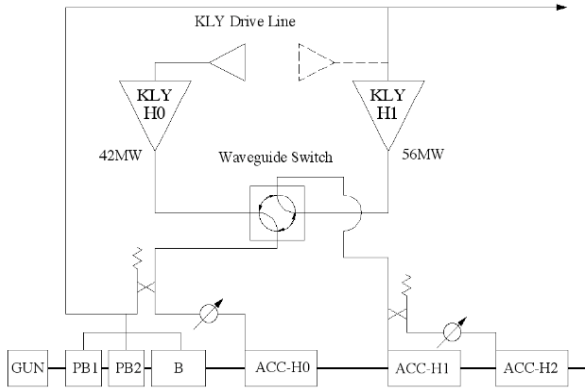 KLY Drive Line
KLY
H0
KLY
H1
42MW
Waveguide Switch
56MW
GUN
PB1
PB2
B
ACC-H0
ACC-H1
ACC-H2